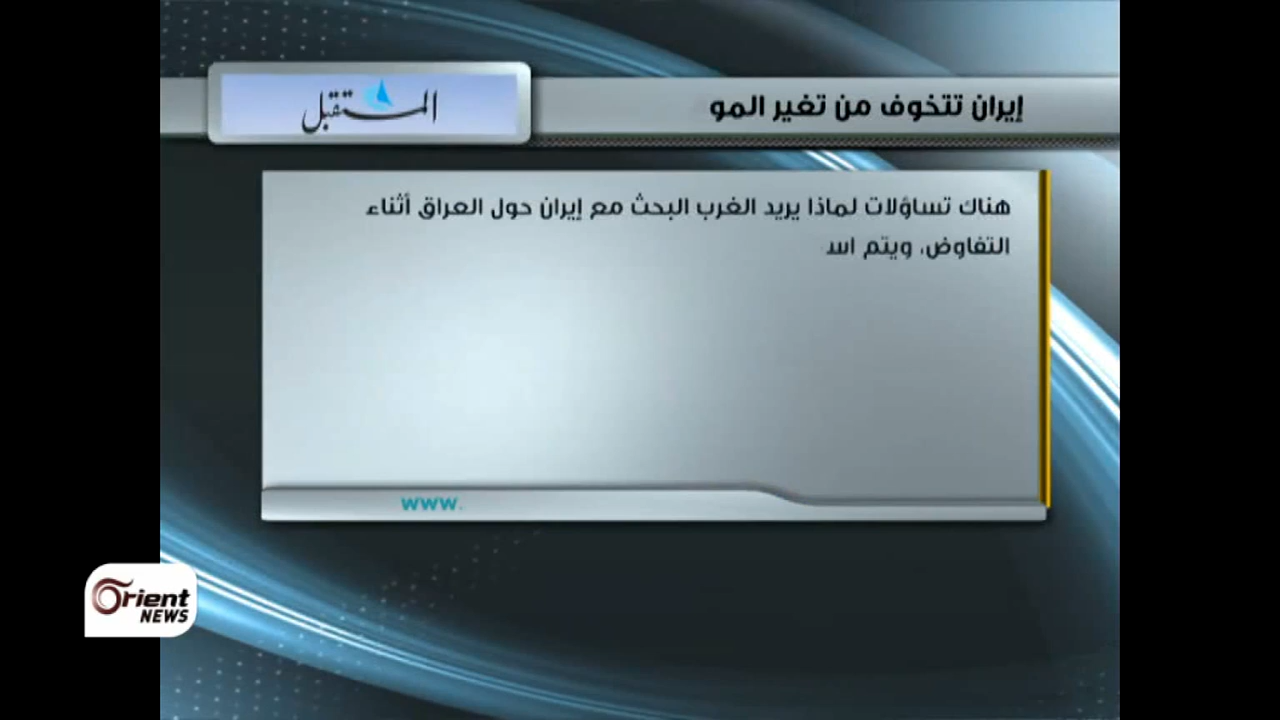 إيران تتخوف من تغير المو
المستقبل
هناك تساؤلات لماذا يريد الغرب البحث مع إيران حول العراق أثناء
التفاوض، ويتم اس
www.
Orient
NEWS